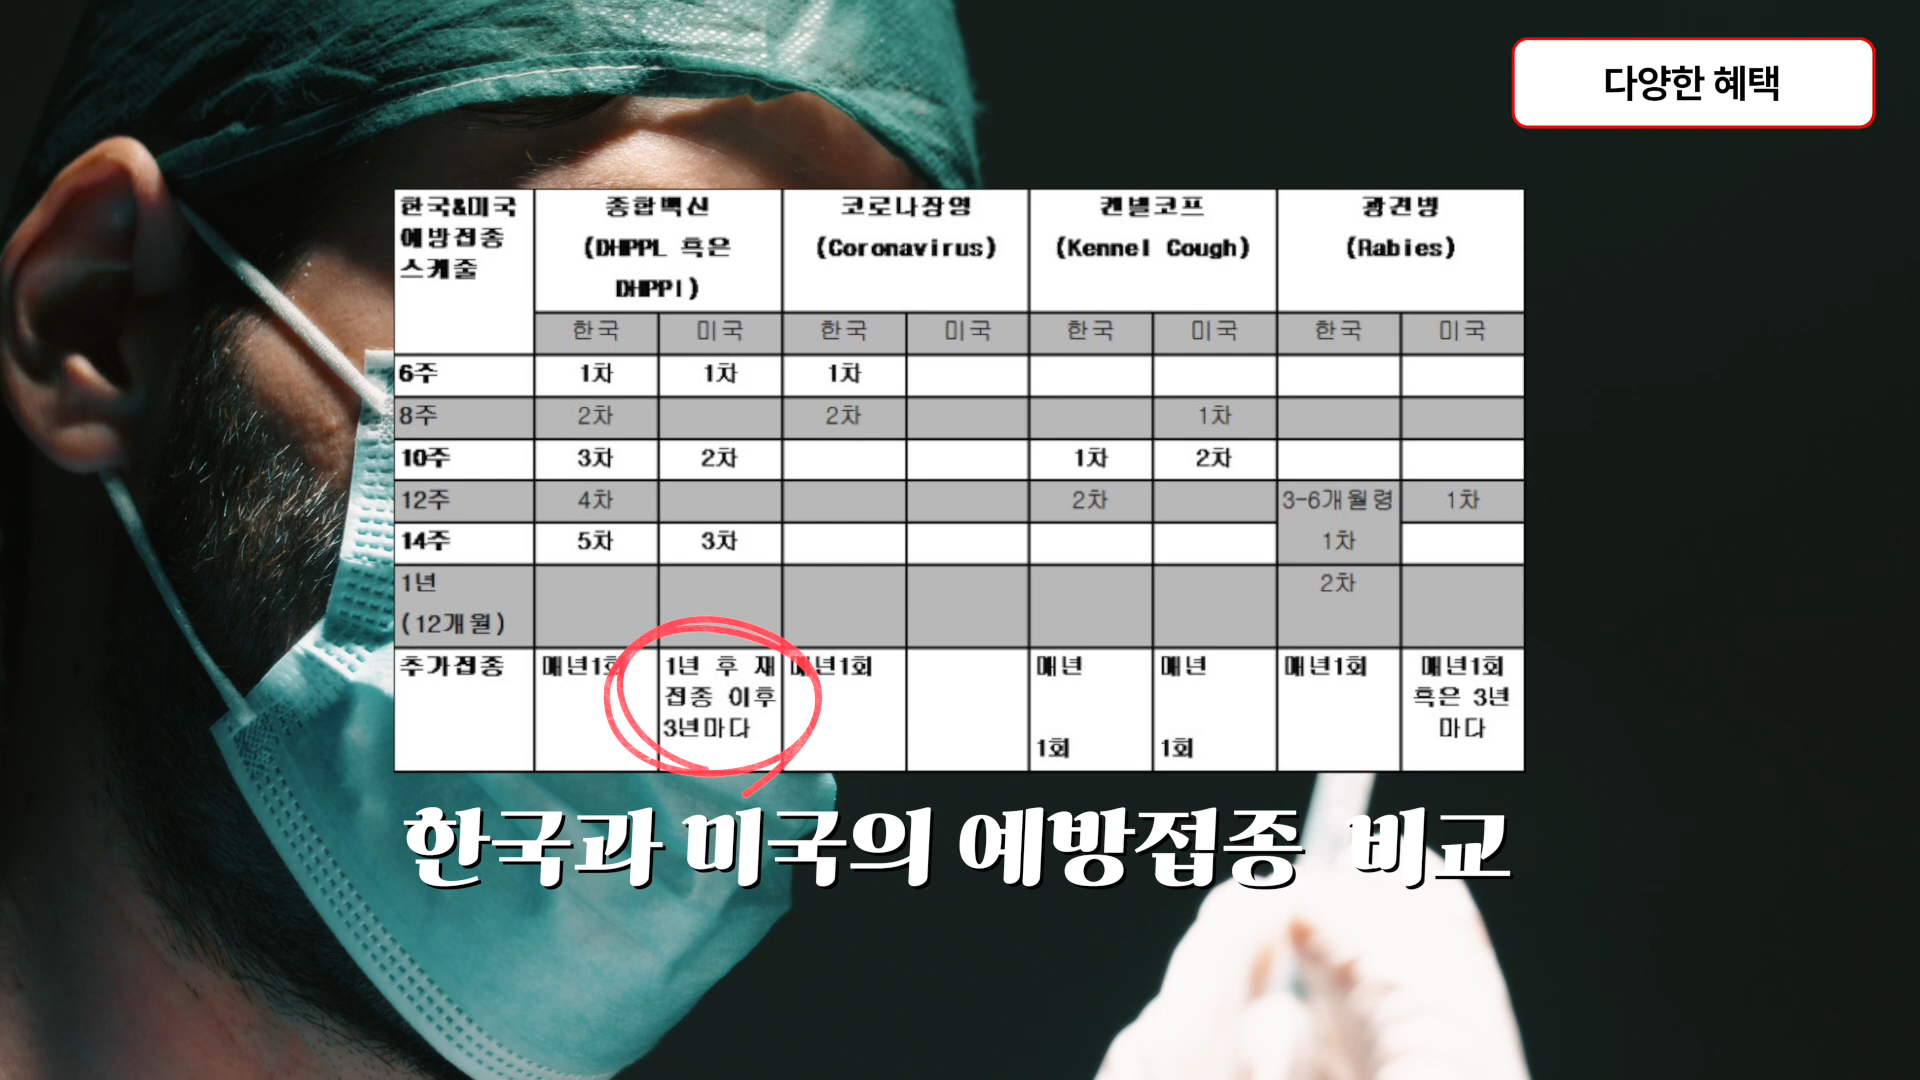 다양한 혜택
한국&미국 예방접종 스케줄 종합백신 (DHPPL 혹은 DHPPI) 코로나장염 (Coronavirus) 켄넬코프 (Kennel Cough) 광견병 (Rabies)
한국 미국 한국 미국 한국 미국 한국 미국
6주 1차 1차 1차
8주 2차 2차 1차
10주 3차 2차 1차 2차
12주 4차 2차 3-6개월령 1차
14주 5차 3차 1차
1년 (12개월) 2차
추가접종 매년1회 1년 후 재접종 이후 3년마다 매년1회 매년 1회 매년 1회 매년1회 매년1회 혹은 3년마다
한국과 미국의 예방접종 비교